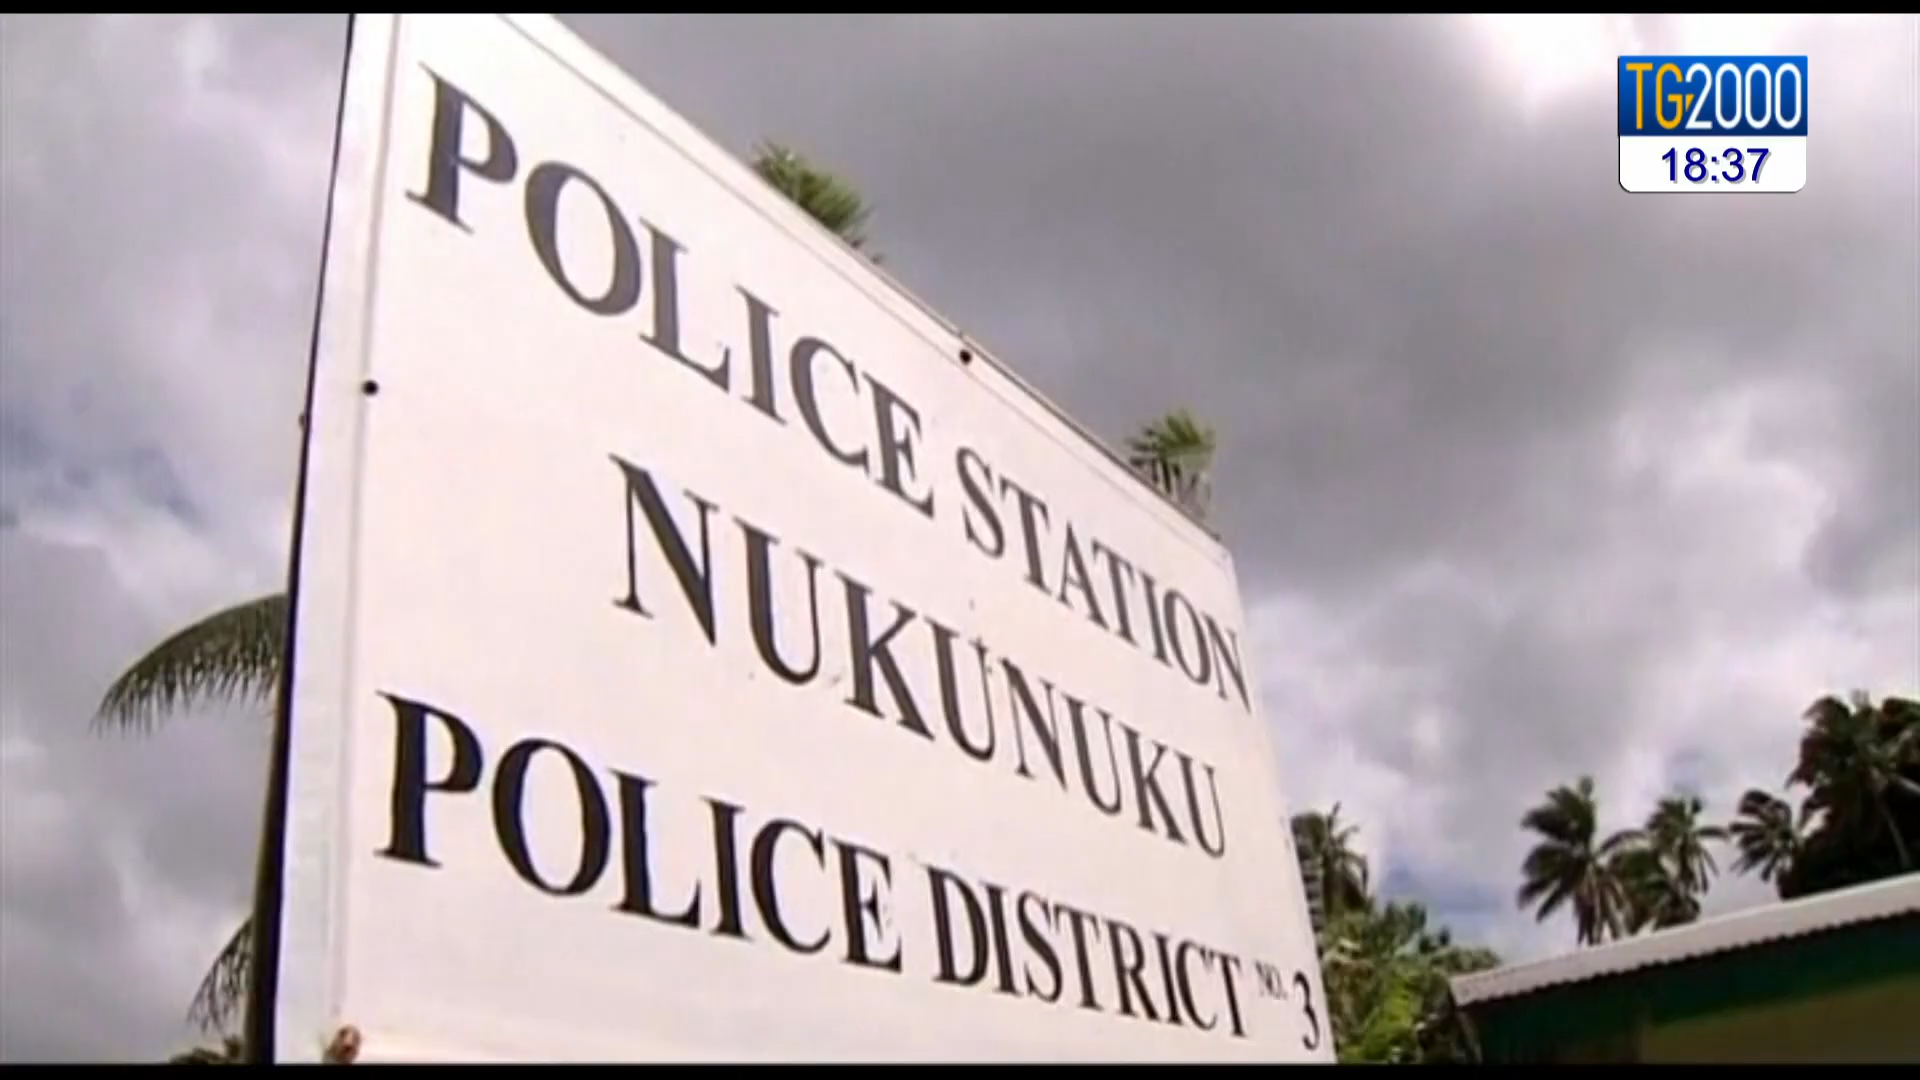 POLICE STATION
NUKUNUKU
POLICE DISTRICT NO. 3
TG2000
18:37